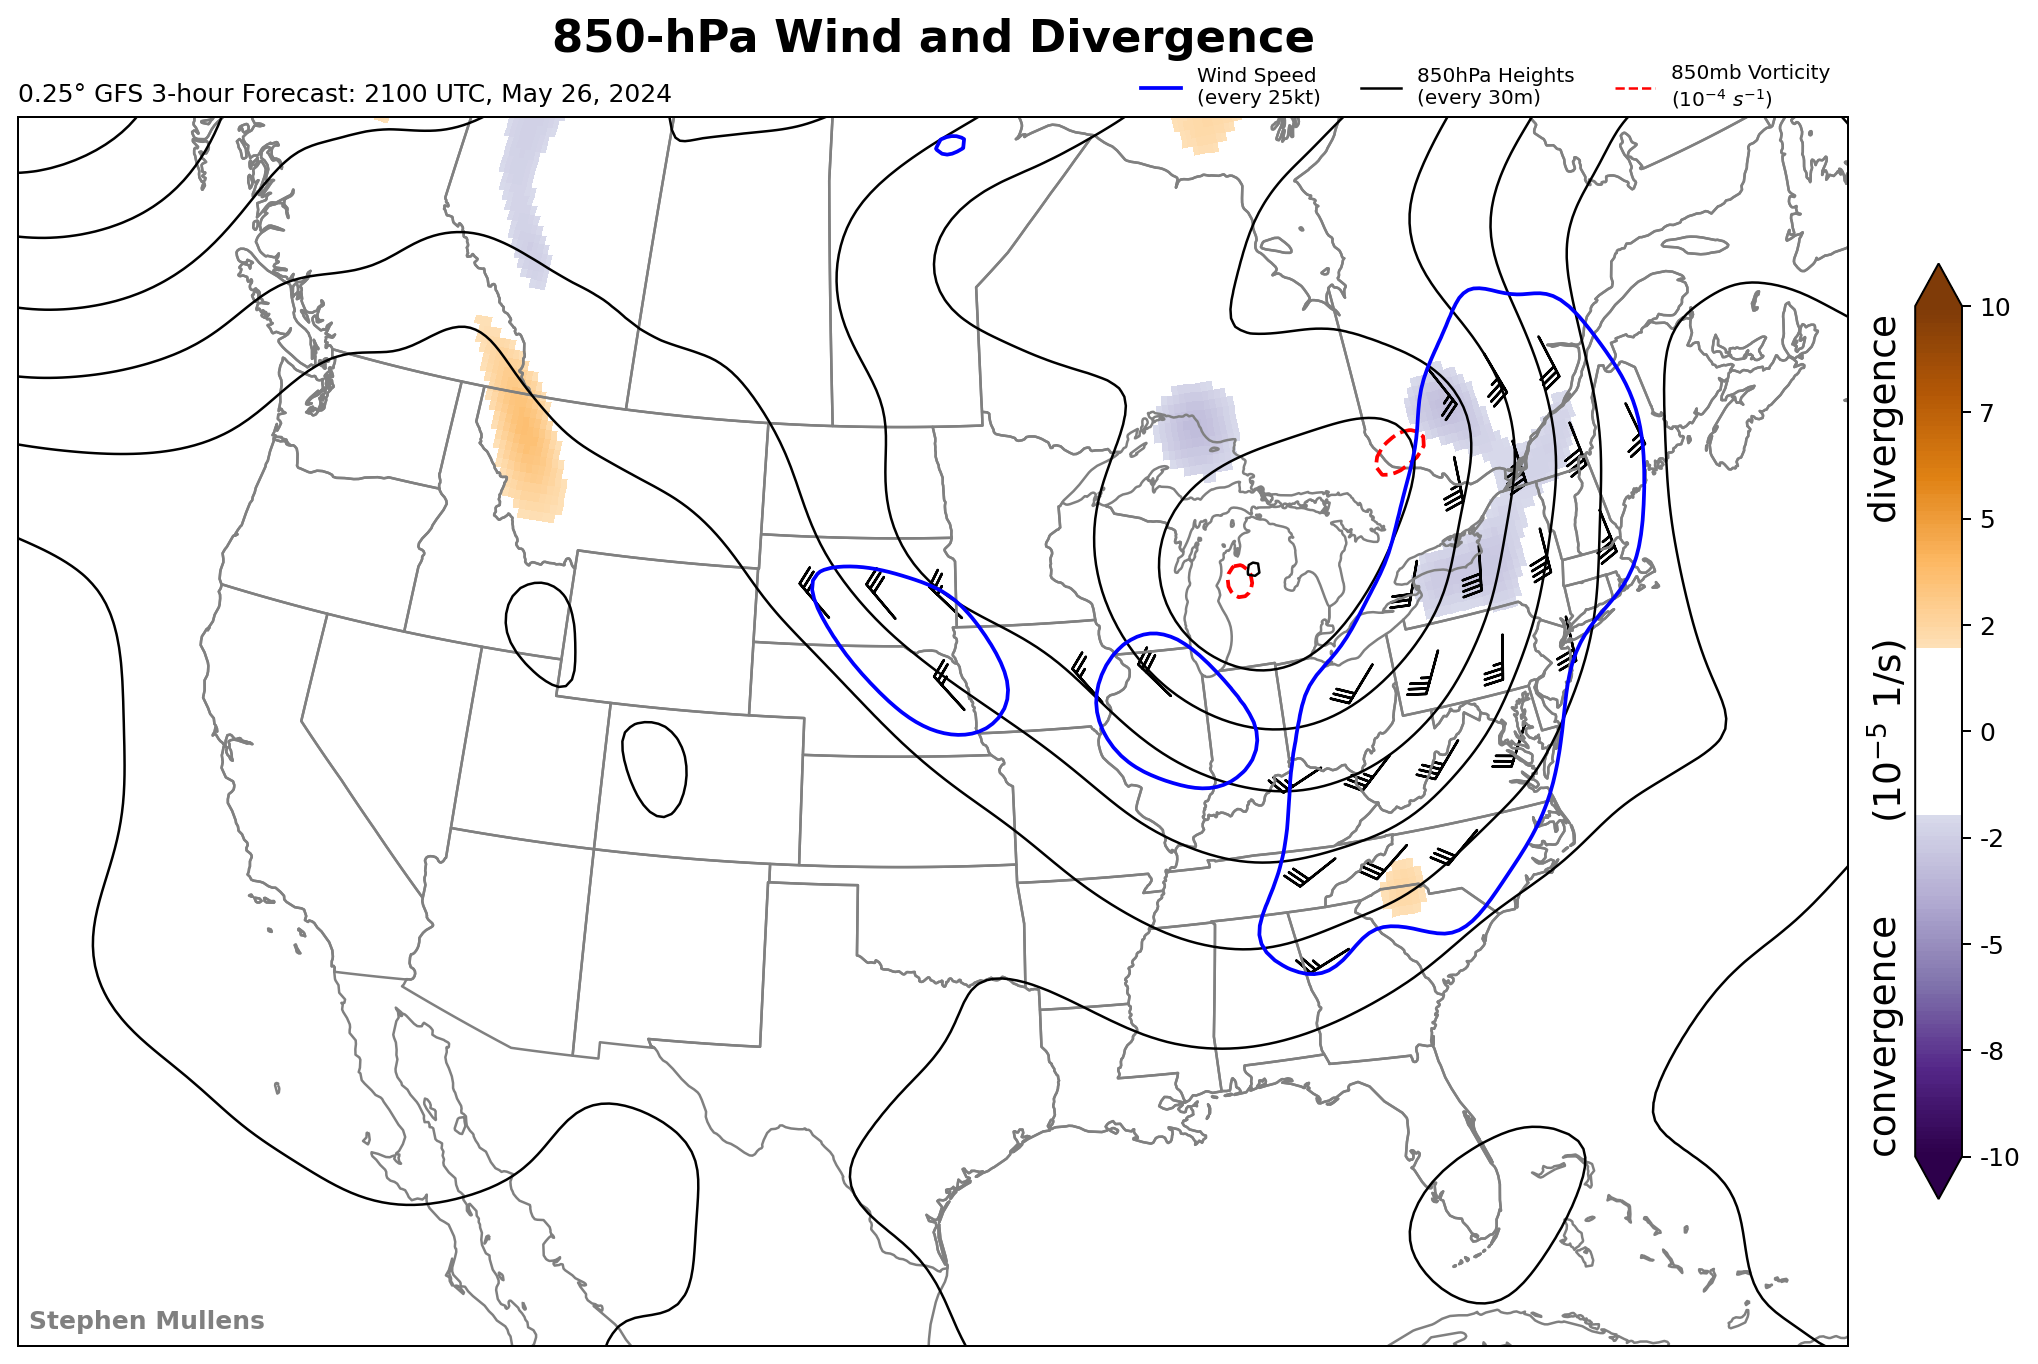 850-hPa Wind and Divergence
0.25° GFS 3-hour Forecast: 2100 UTC, May 26, 2024
Wind Speed
(every 25kt)
850hPa Heights
(every 30m)
850mb Vorticity
(10⁻⁴ s⁻¹)
10
7
5
2
0
-2
-5
-8
-10
convergence (10⁻⁵ 1/s) divergence
Stephen Mullens